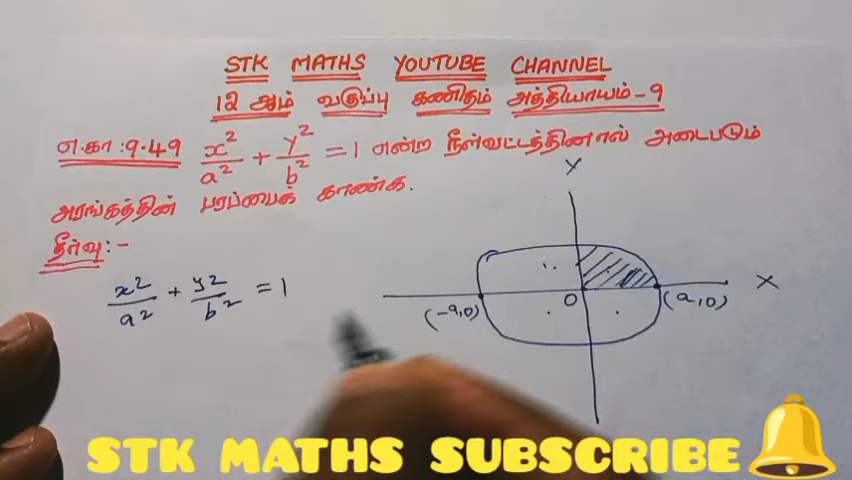 STK MATHS YOUTUBE CHANNEL
12 ஆம் வகுப்பு கணிதம் அத்தியாயம் - 9
எ.கா : 9.49 x²/a² + y²/b² = 1 என்ற நீள்வட்டத்தினால் அடைபடும்
அரங்கத்தின் பரப்பைக் காண்க.
தீர்வு :-
x²/a² + y²/b² = 1
Y
X
O
(-a,0)
(a,0)
STK MATHS SUBSCRIBE